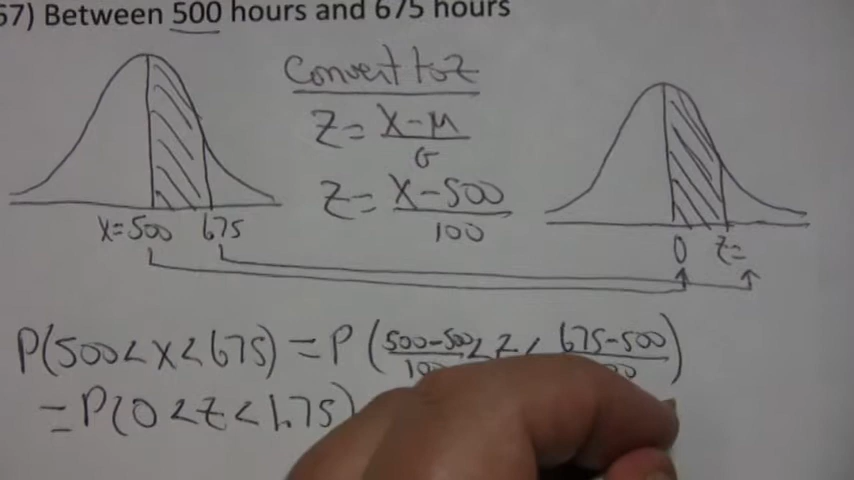 57) Between 500 hours and 675 hours
Convert to Z
Z = X-μ / σ
Z = X-500 / 100
X=500 675
0 Z=
P(500<X<675) = P(500-500 / 100 < Z < 675-500 / 100)
= P(0<Z<1.75)